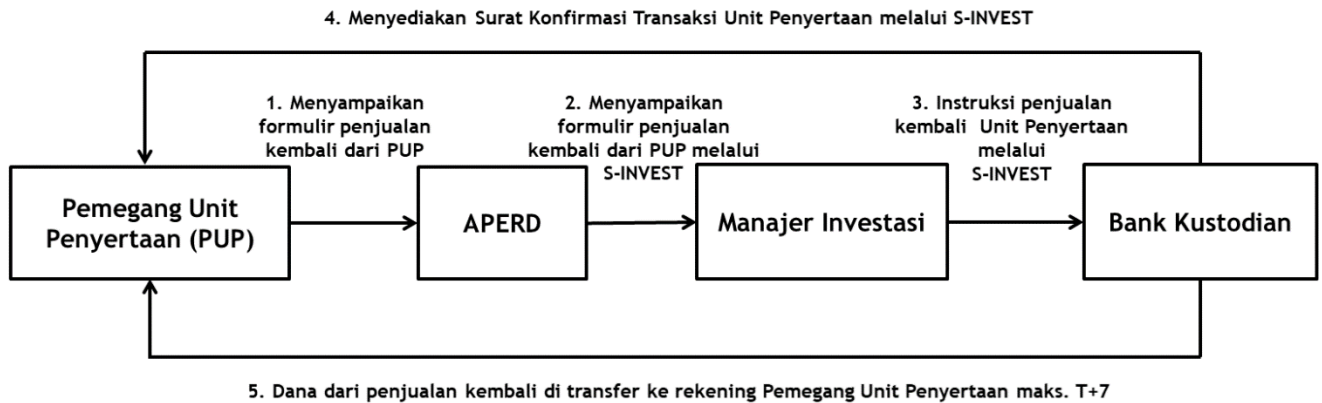 4. Menyediakan Surat Konfirmasi Transaksi Unit Penyertaan melalui S-INVEST
1. Menyampaikan
formulir penjualan
kembali dari PUP
2. Menyampaikan
formulir penjualan
kembali dari PUP melalui
S-INVEST
3. Instruksi penjualan
kembali Unit Penyertaan
melalui
S-INVEST
Pemegang Unit
Penyertaan (PUP)
APERD
Manajer Investasi
Bank Kustodian
5. Dana dari penjualan kembali di transfer ke rekening Pemegang Unit Penyertaan maks. T+7